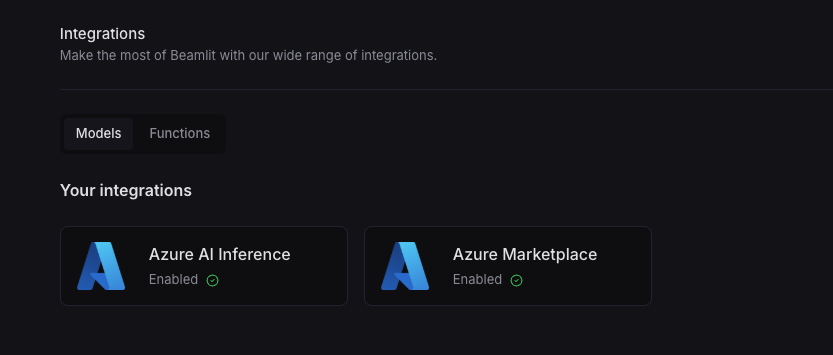 Integrations
Make the most of Beamlit with our wide range of integrations.
Models Functions
Your integrations
Azure AI Inference
Enabled
Azure Marketplace
Enabled